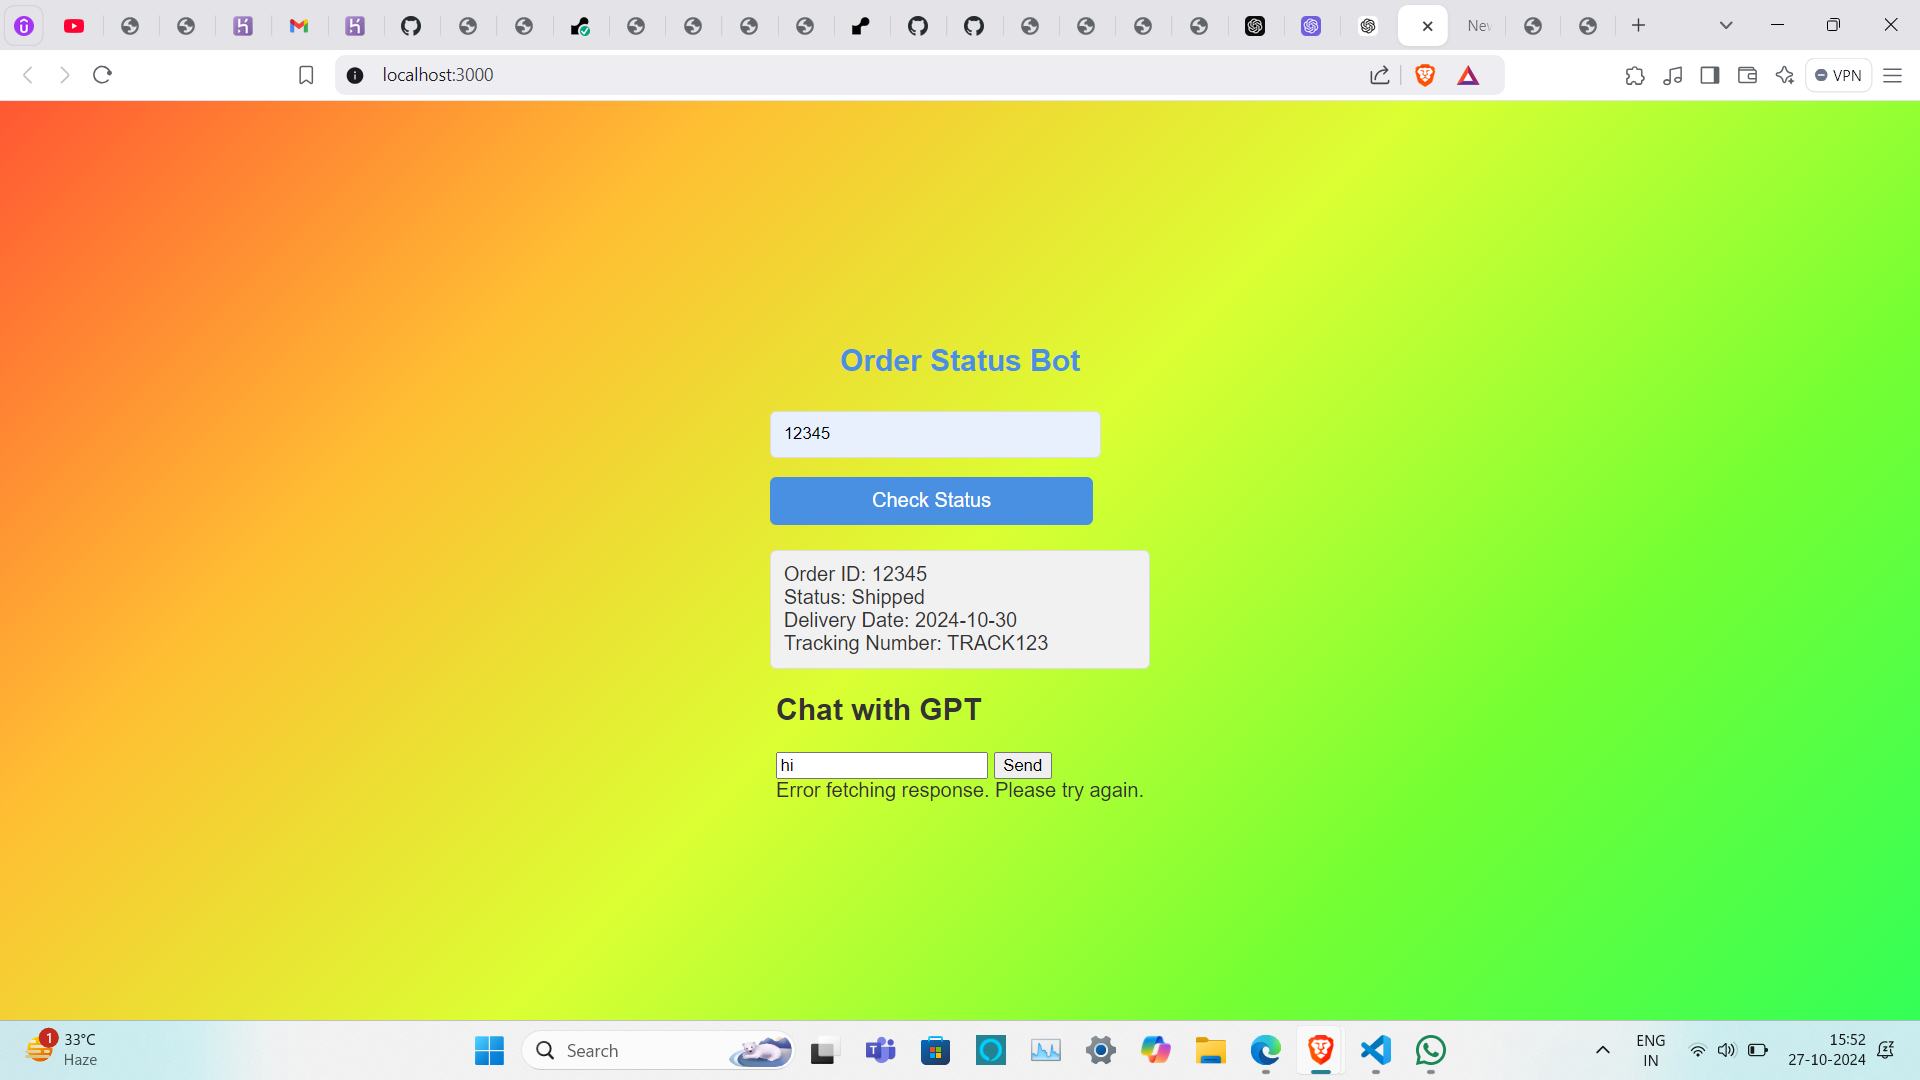 New
localhost:3000
VPN
Order Status Bot
12345
Check Status
Order ID: 12345
Status: Shipped
Delivery Date: 2024-10-30
Tracking Number: TRACK123
Chat with GPT
hi
Send
Error fetching response. Please try again.
1
33°C
Haze
Search
ENG
IN
15:52
27-10-2024